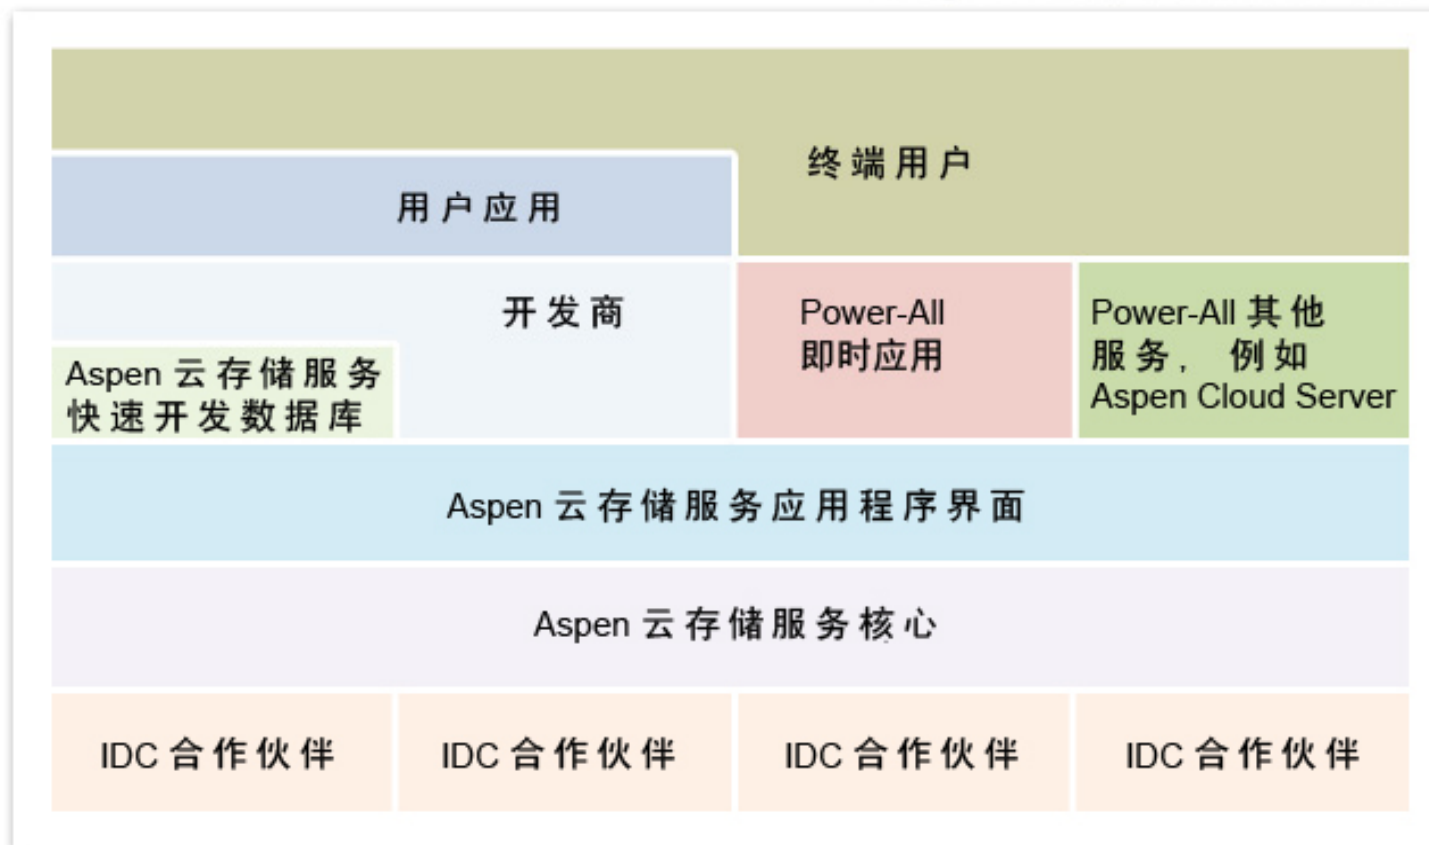 终端用户
用户应用
开发商
Power-All
即时应用
Power-All 其他
服务, 例如
Aspen Cloud Server
Aspen 云存储服务
快速开发数据库
Aspen 云存储服务应用程序界面
Aspen 云存储服务核心
IDC 合作伙伴
IDC 合作伙伴
IDC 合作伙伴
IDC 合作伙伴